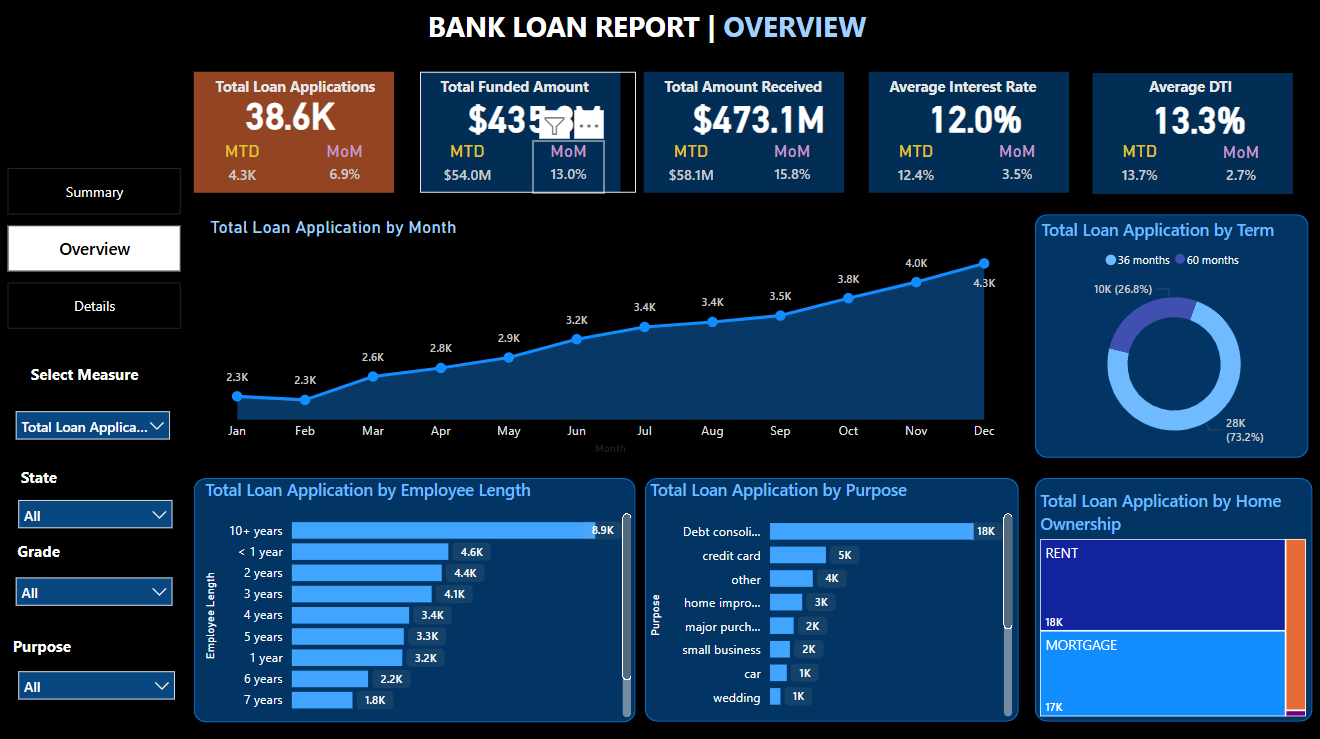 BANK LOAN REPORT | OVERVIEW
Total Loan Applications
38.6K
MTD
MoM
4.3K
6.9%
Total Funded Amount
MTD
MoM
$54.0M
13.0%
Total Amount Received
$473.1M
MTD
MoM
$58.1M
15.8%
Average Interest Rate
12.0%
MTD
MoM
12.4%
3.5%
Average DTI
13.3%
MTD
MoM
13.7%
2.7%
Summary
Overview
Details
Select Measure
Total Loan Applica...
State
All
Grade
All
Purpose
All
Total Loan Application by Month
2.3K
2.3K
2.6K
2.8K
2.9K
3.2K
3.4K
3.4K
3.5K
3.8K
4.0K
4.3K
Jan
Feb
Mar
Apr
May
Jun
Jul
Aug
Sep
Oct
Nov
Dec
Month
Total Loan Application by Term
36 months
60 months
10K (26.8%)
28K
(73.2%)
Total Loan Application by Employee Length
Employee Length
10+ years 8.9K
< 1 year 4.6K
2 years 4.4K
3 years 4.1K
4 years 3.4K
5 years 3.3K
1 year 3.2K
6 years 2.2K
7 years 1.8K
Total Loan Application by Purpose
Purpose
Debt consoli... 18K
credit card 5K
other 4K
home impro... 3K
major purch... 2K
small business 2K
car 1K
wedding 1K
Total Loan Application by Home
Ownership
RENT
18K
MORTGAGE
17K